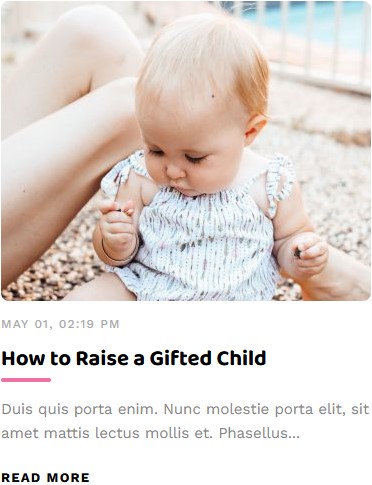 MAY 01, 02:19 PM
How to Raise a Gifted Child
Duis quis porta enim. Nunc molestie porta elit, sit
amet mattis lectus mollis et. Phasellus...
READ MORE